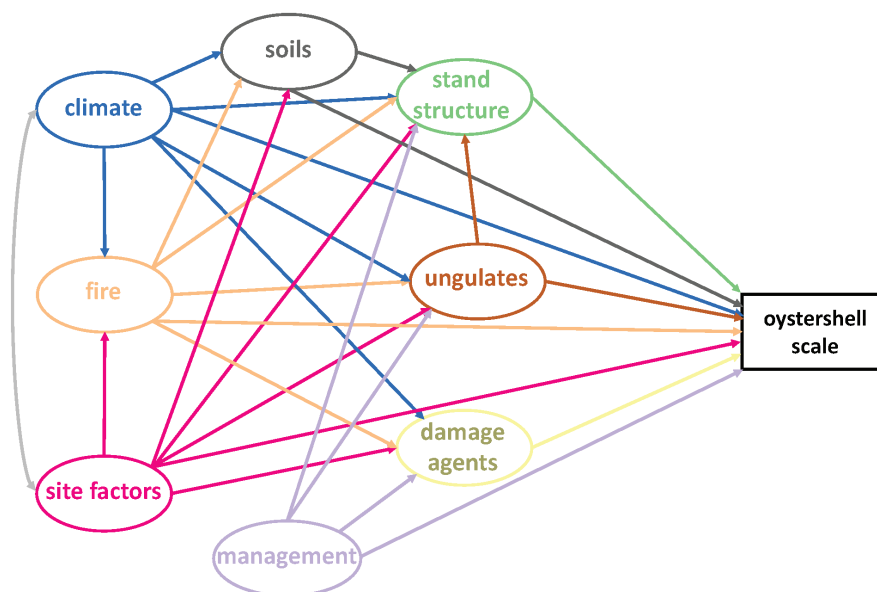 soils
stand
structure
climate
fire
ungulates
oystershell
scale
damage
agents
site factors
management